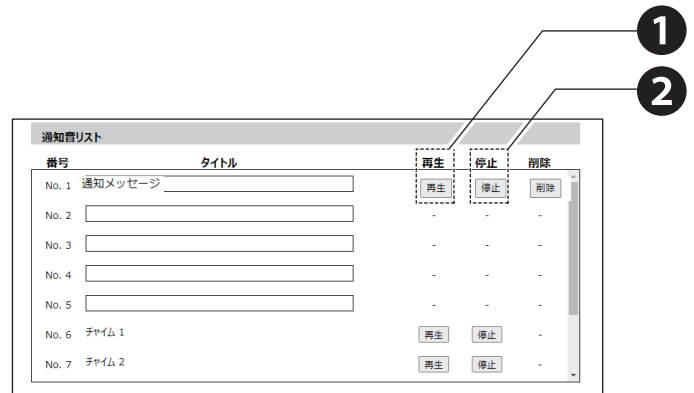 1
2
通知音リスト
番号 タイトル 再生 停止 削除
No. 1 通知メッセージ 再生 停止 削除
No. 2 - - -
No. 3 - - -
No. 4 - - -
No. 5 - - -
No. 6 チャイム 1 再生 停止 -
No. 7 チャイム 2 再生 停止 -